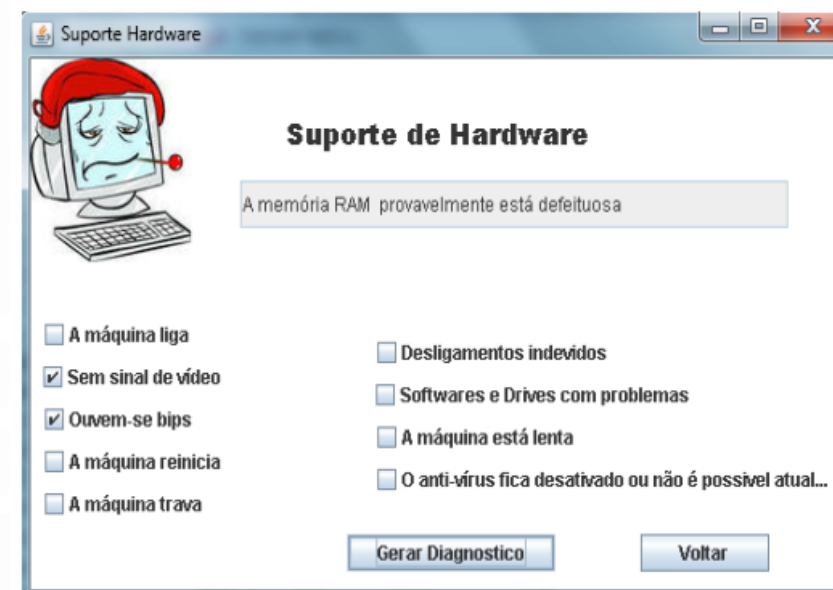 Suporte Hardware
Suporte de Hardware
A memória RAM provavelmente está defeituosa
A máquina liga
Sem sinal de vídeo
Ouvem-se bips
A máquina reinicia
A máquina trava
Desligamentos indevidos
Softwares e Drives com problemas
A máquina está lenta
O anti-vírus fica desativado ou não é possivel atual...
Gerar Diagnostico
Voltar